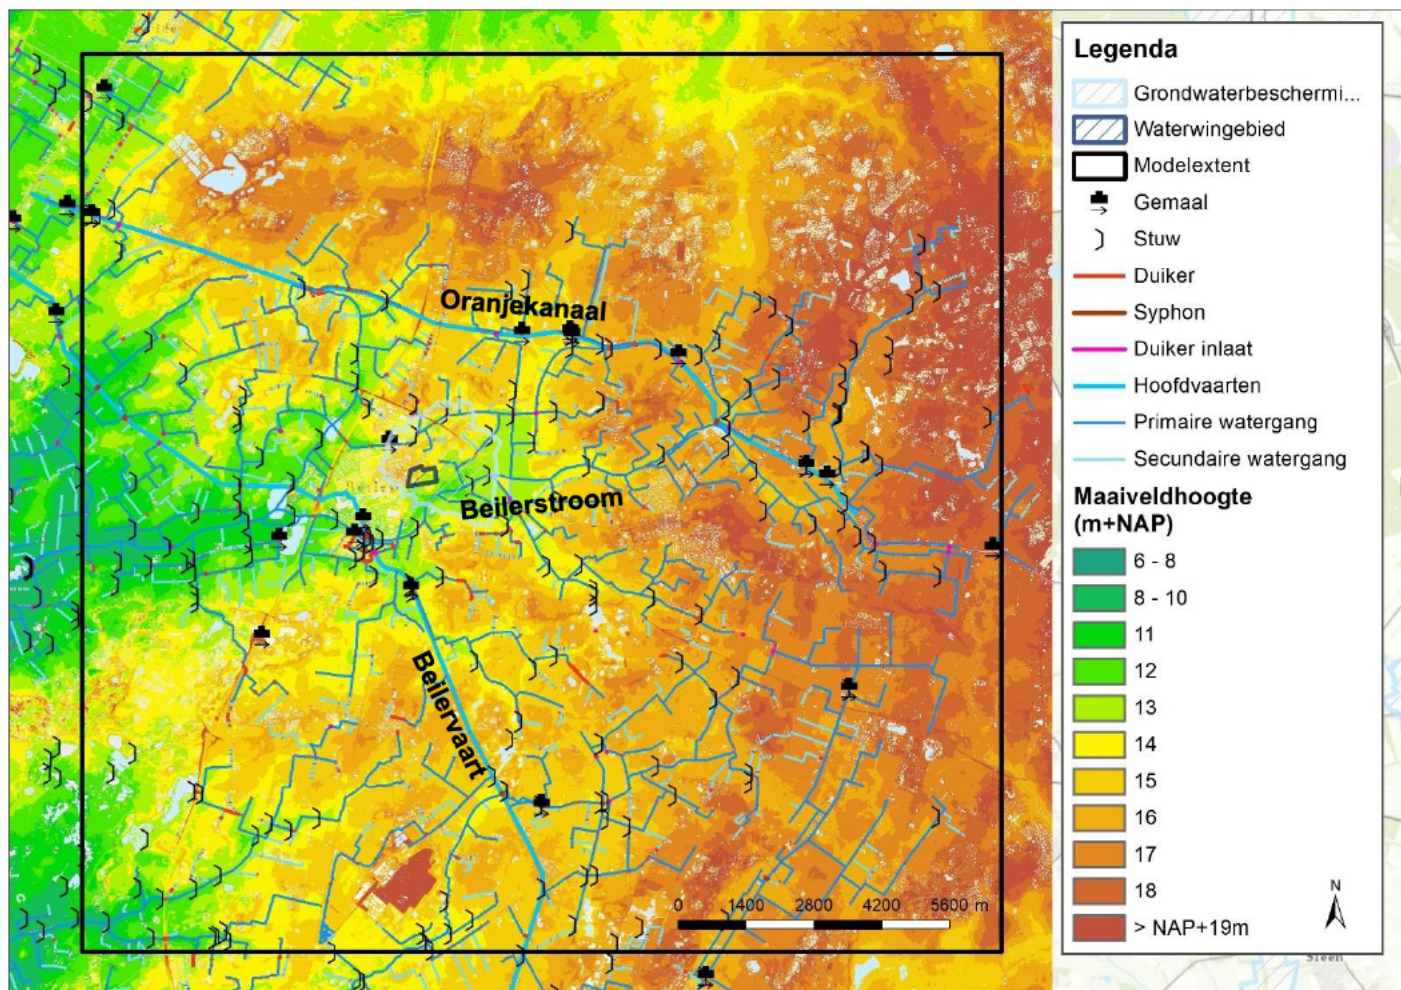 Oranjekanaal
Beilerstroom
Beilervaart
0 1400 2800 4200 5600 m
Legenda
Grondwaterbeschermi...
Waterwingebied
Modelextent
Gemaal
Stuw
Duiker
Syphon
Duiker inlaat
Hoofdvaarten
Primaire watergang
Secundaire watergang
Maaiveldhoogte
(m+NAP)
6 - 8
8 - 10
11
12
13
14
15
16
17
18
> NAP+19m
N